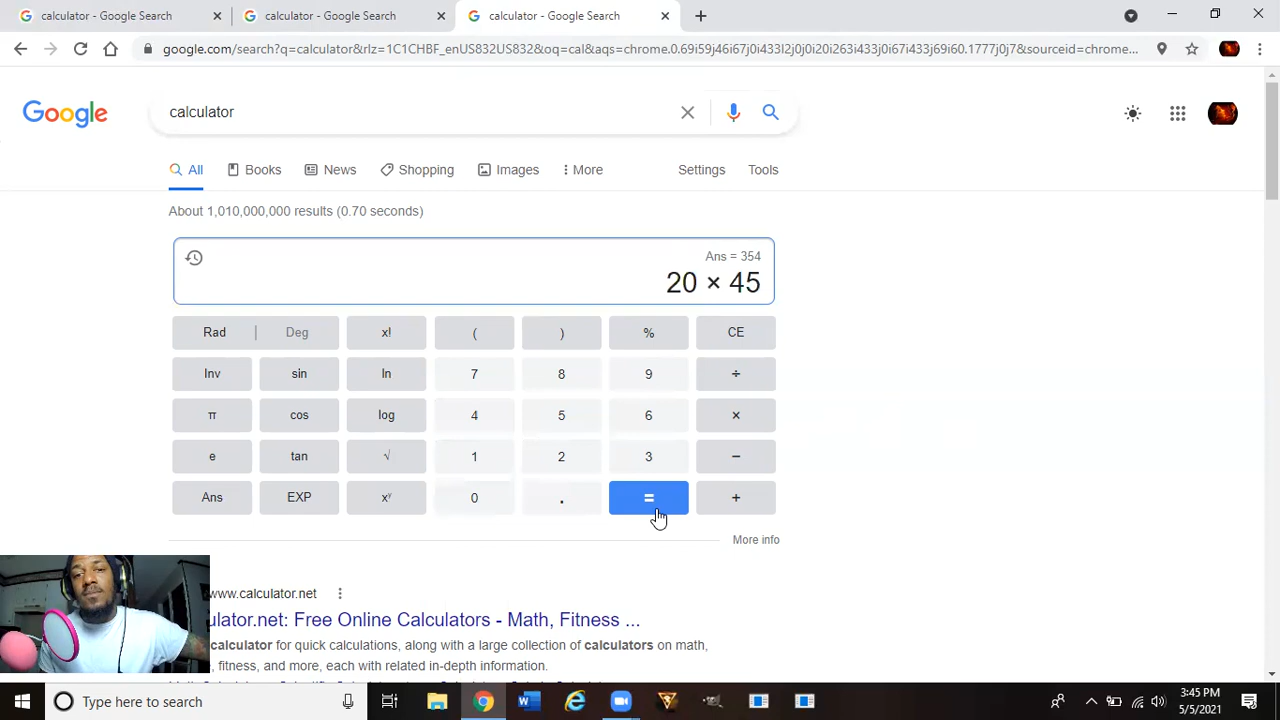 calculator - Google Search
calculator - Google Search
calculator - Google Search
google.com/search?q=calculator&rlz=1C1CHBF_enUS832US832&oq=cal&aqs=chrome.0.69i59j46i67j0i433l2j0j0i20i263i433j0i67i433j69i60.1777j0j7&sourceid=chrome...
Google
calculator
All
Books
News
Shopping
Images
More
Settings
Tools
About 1,010,000,000 results (0.70 seconds)
Ans = 354
20 × 45
Rad | Deg x! ( ) % CE
Inv sin ln 7 8 9 ÷
π cos log 4 5 6 ×
e tan √ 1 2 3 −
Ans EXP xʸ 0 . = +
More info
www.calculator.net
ulator.net: Free Online Calculators - Math, Fitness ...
calculator for quick calculations, along with a large collection of calculators on math,
, fitness, and more, each with related in-depth information.
Type here to search
3:45 PM
5/5/2021